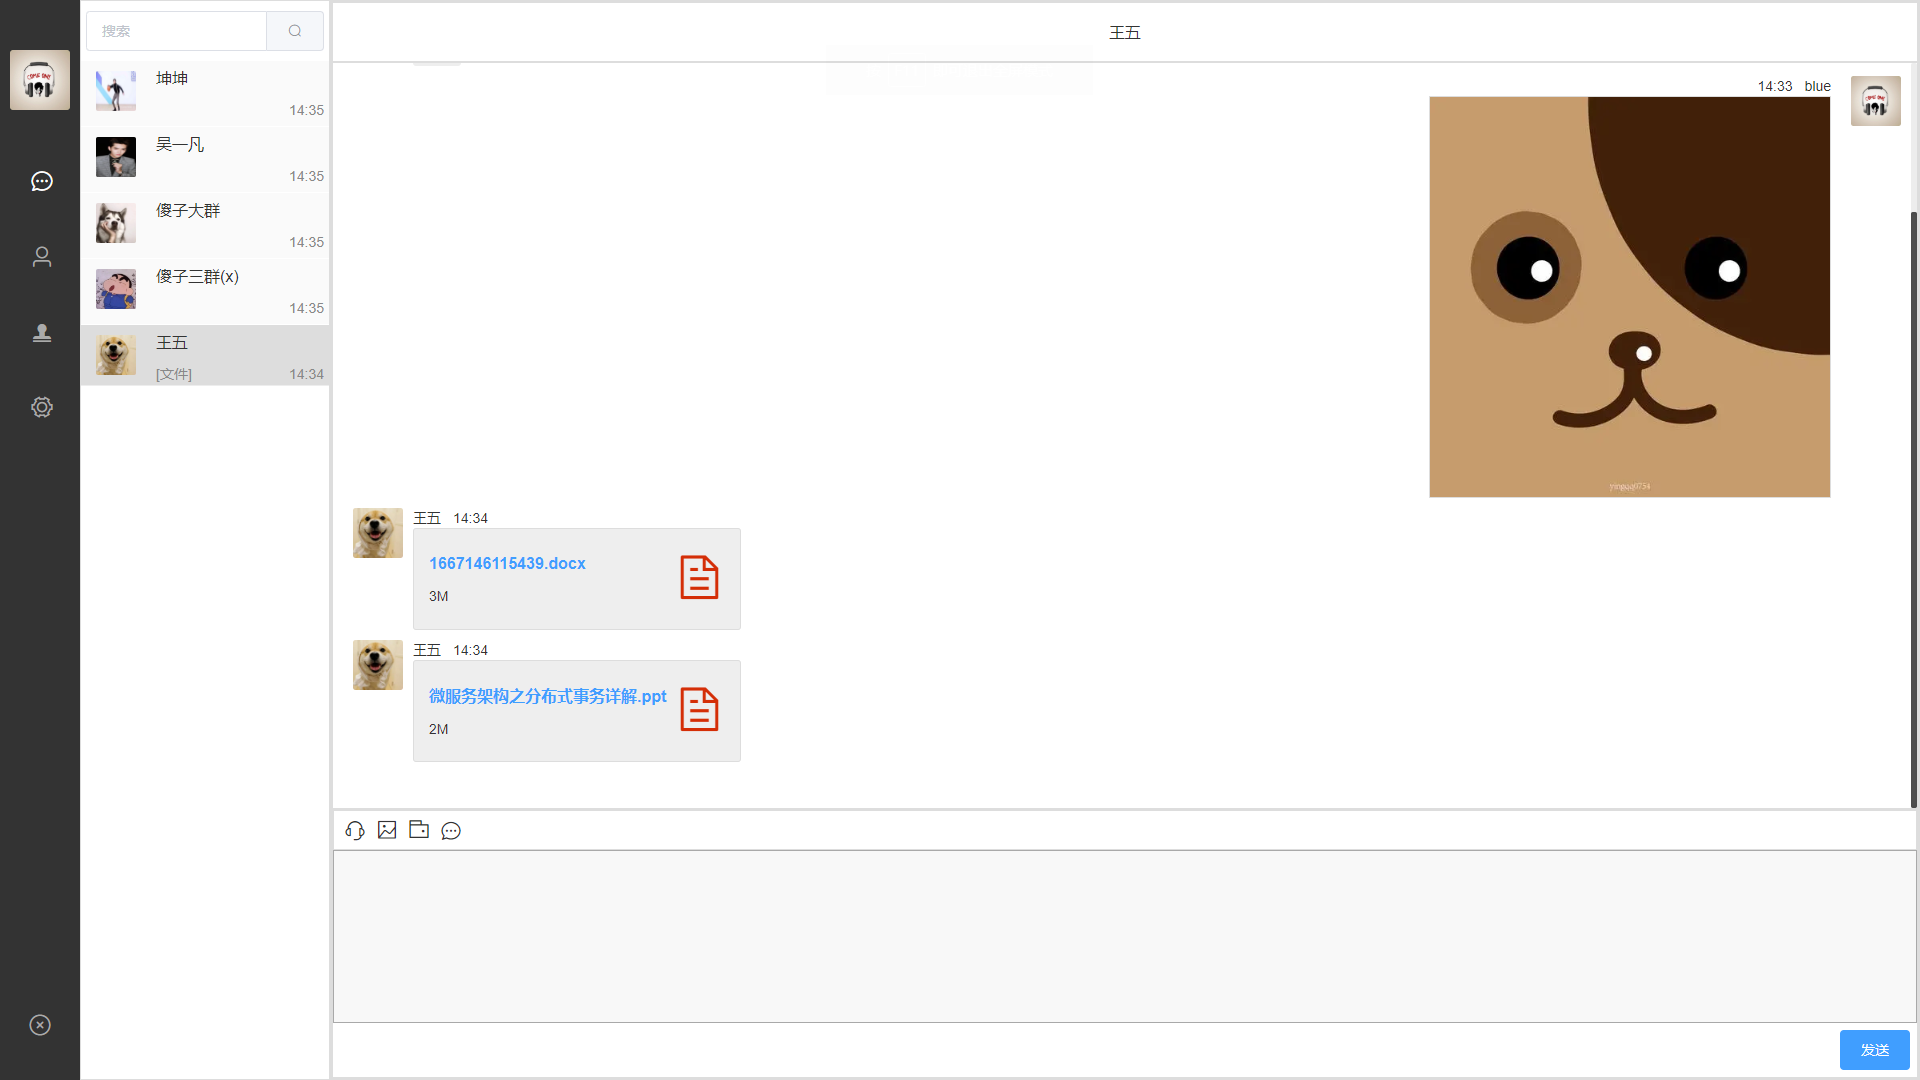 搜索
坤坤
14:35
吴一凡
14:35
傻子大群
14:35
傻子三群(x)
14:35
王五
[文件] 14:34
王五
14:33 blue
yingqq0754
王五 14:34
1667146115439.docx
3M
王五 14:34
微服务架构之分布式事务详解.ppt
2M
发送